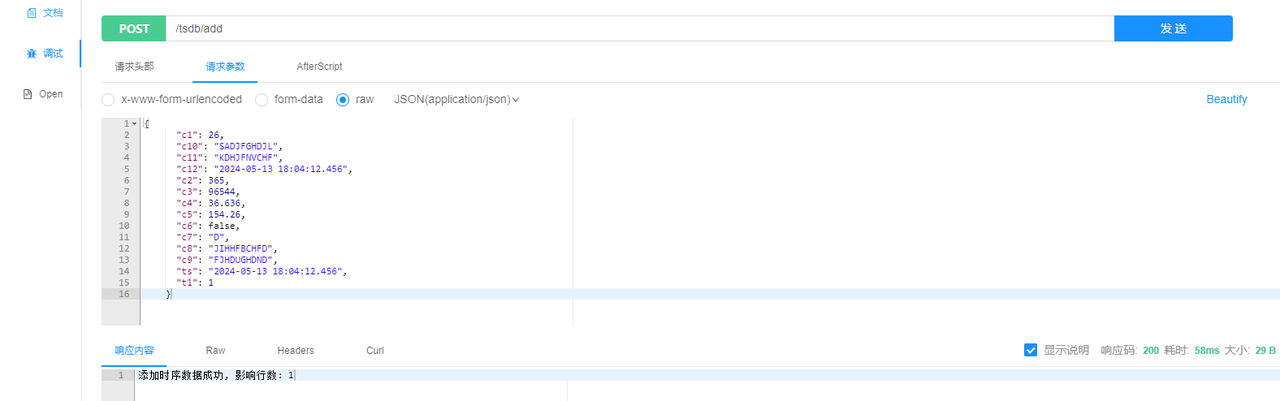 文档
调试
Open
POST /tsdb/add 发 送
请求头部 请求参数 AfterScript
x-www-form-urlencoded form-data raw JSON(application/json) Beautify
1 {
2 "c1": 26,
3 "c10": "SADJFGHDJL",
4 "c11": "KDHJFNVCHF",
5 "c12": "2024-05-13 18:04:12.456",
6 "c2": 365,
7 "c3": 96544,
8 "c4": 36.636,
9 "c5": 154.26,
10 "c6": false,
11 "c7": "D",
12 "c8": "JIHHFBCHFD",
13 "c9": "FJHDUGHDND",
14 "ts": "2024-05-13 18:04:12.456",
15 "t1": 1
16 }
响应内容 Raw Headers Curl 显示说明 响应码: 200 耗时: 58ms 大小: 29 B
1 添加时序数据成功, 影响行数: 1